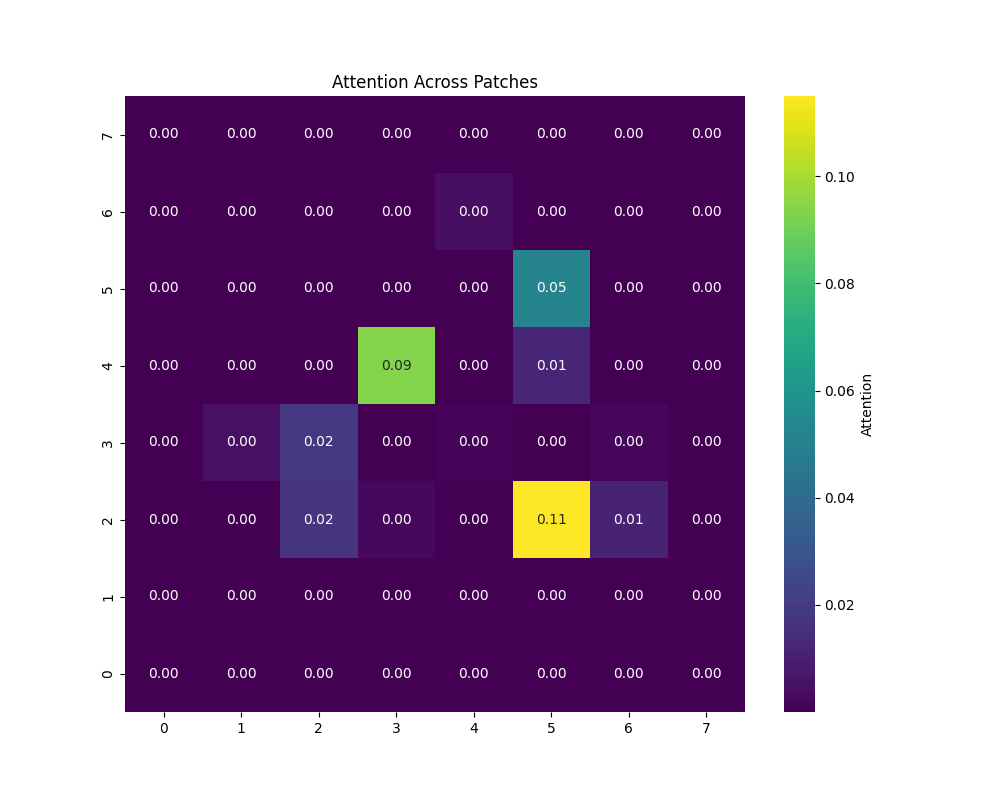 Attention Across Patches
7 0.00 0.00 0.00 0.00 0.00 0.00 0.00 0.00
6 0.00 0.00 0.00 0.00 0.00 0.00 0.00 0.00
5 0.00 0.00 0.00 0.00 0.00 0.05 0.00 0.00
4 0.00 0.00 0.00 0.09 0.00 0.01 0.00 0.00
3 0.00 0.00 0.02 0.00 0.00 0.00 0.00 0.00
2 0.00 0.00 0.02 0.00 0.00 0.11 0.01 0.00
1 0.00 0.00 0.00 0.00 0.00 0.00 0.00 0.00
0 0.00 0.00 0.00 0.00 0.00 0.00 0.00 0.00
0 1 2 3 4 5 6 7
0.10
0.08
0.06
0.04
0.02
Attention